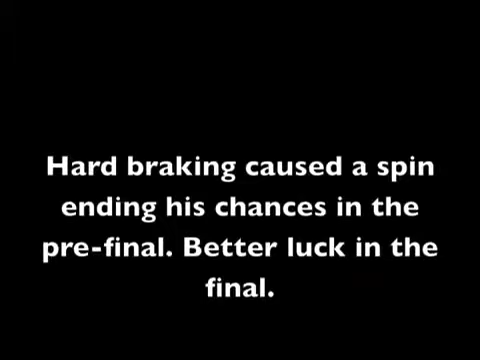 Hard braking caused a spin
ending his chances in the
pre-final. Better luck in the
final.